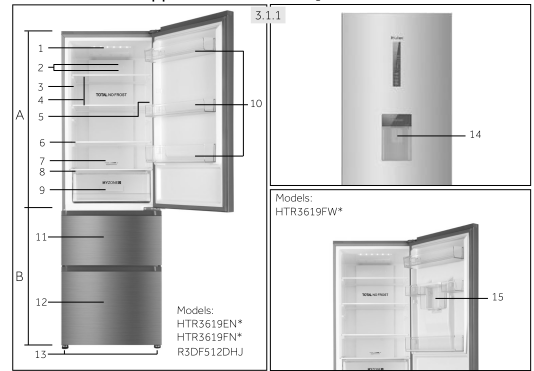 3.1.1
1
2
3
4
5
6
7
8
9
10
11
12
13
A
B
TOTAL NO FROST
MY ZONE
Models:
HTR3619EN*
HTR3619FN*
R3DF512DHJ
Haier
14
Models:
HTR3619FW*
TOTAL NO FROST
15